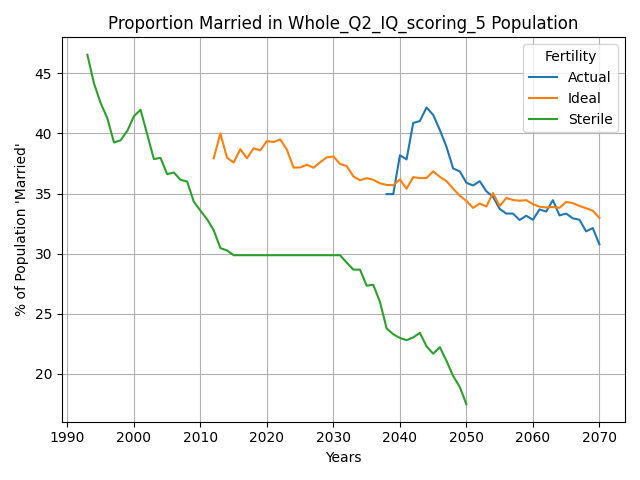 Proportion Married in Whole_Q2_IQ_scoring_5 Population
Fertility
Actual
Ideal
Sterile
% of Population 'Married'
45
40
35
30
25
20
1990
2000
2010
2020
2030
2040
2050
2060
2070
Years